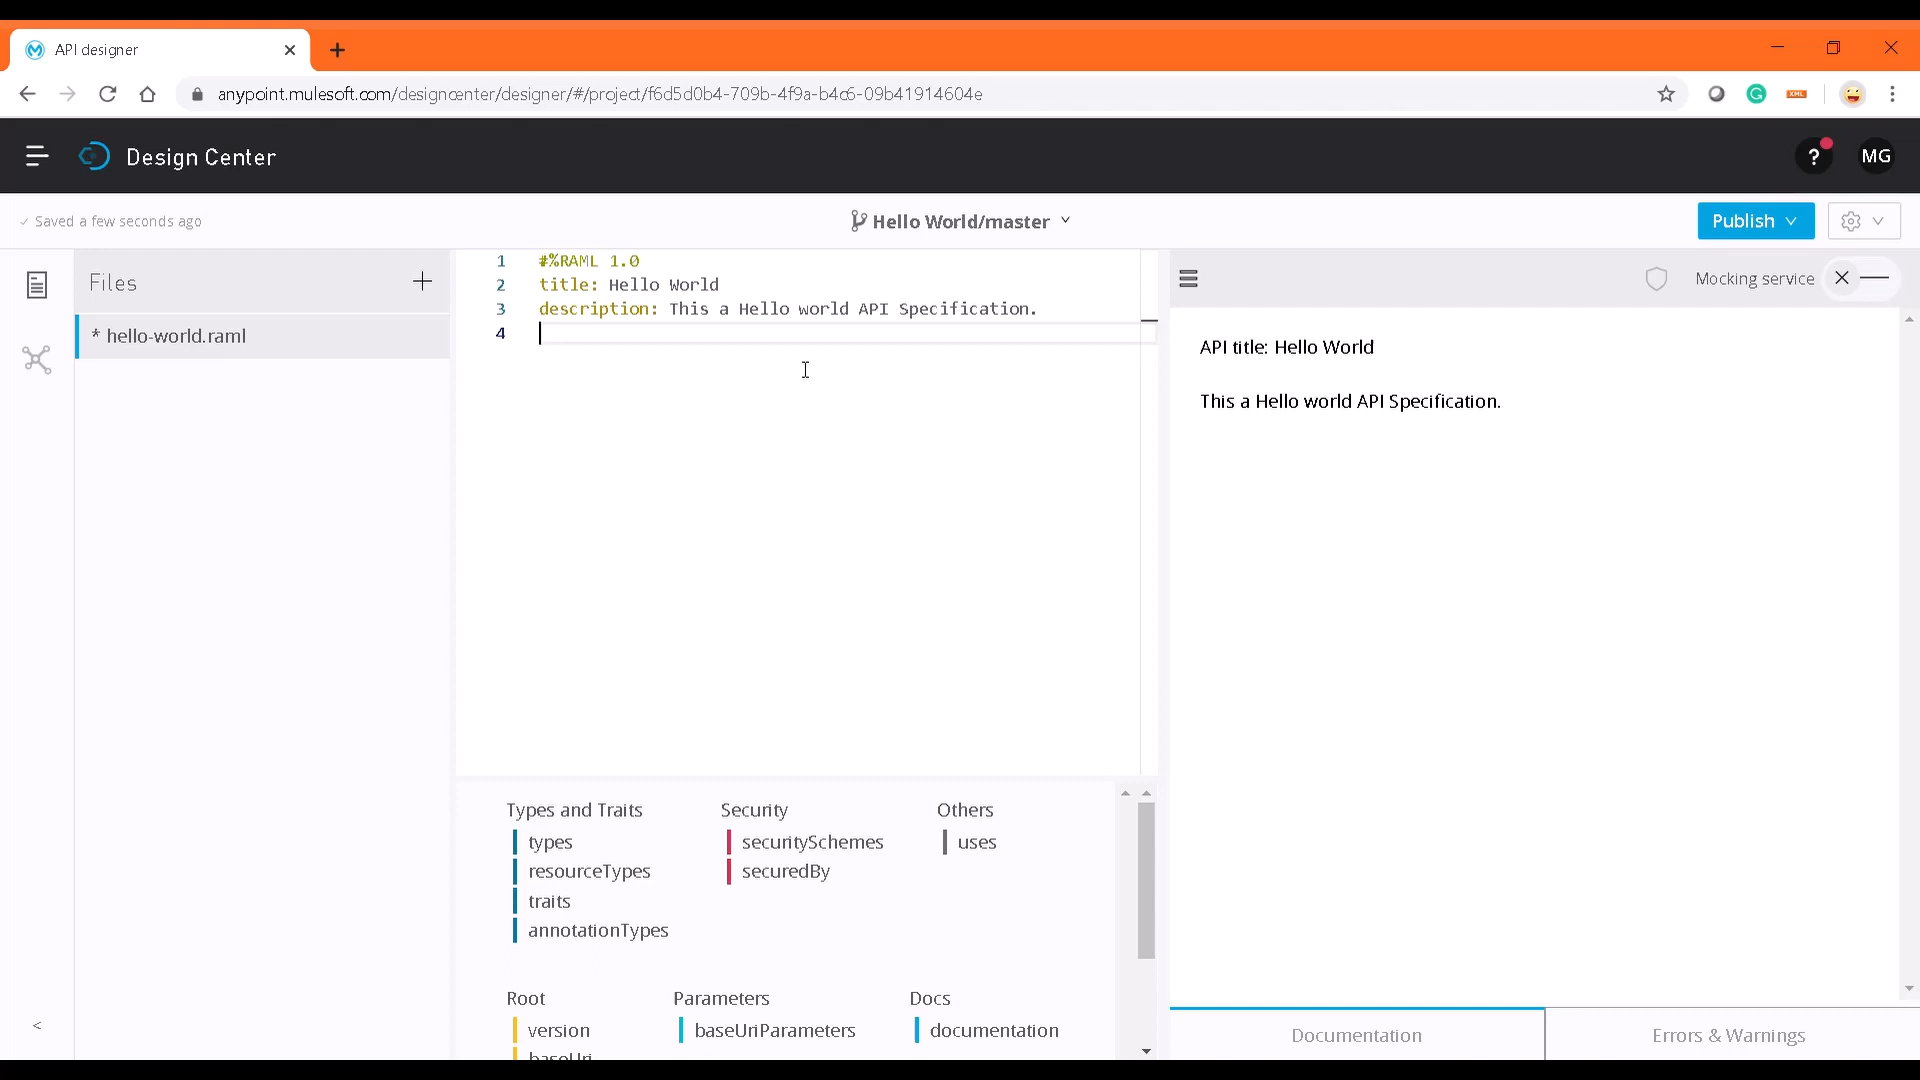 API designer
anypoint.mulesoft.com/designcenter/designer/#/project/f6d5d0b4-709b-4f9a-b4c6-09b41914604e
XML
Design Center
?
MG
Saved a few seconds ago
Hello World/master
Publish
Files
* hello-world.raml
1 #%RAML 1.0
2 title: Hello World
3 description: This a Hello world API Specification.
4
Mocking service
API title: Hello World
This a Hello world API Specification.
Types and Traits
types
resourceTypes
traits
annotationTypes
Security
securitySchemes
securedBy
Others
uses
Root
version
baseUri
Parameters
baseUriParameters
Docs
documentation
<
Documentation
Errors & Warnings